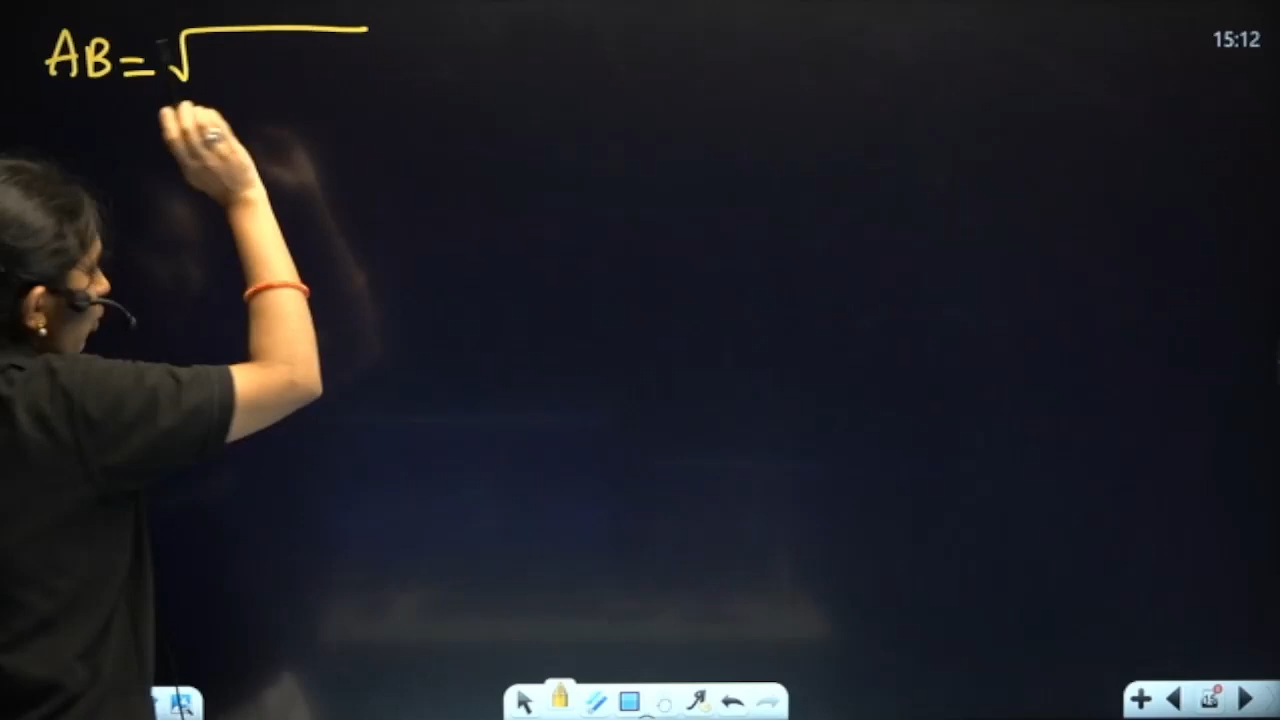 AB = √
15:12